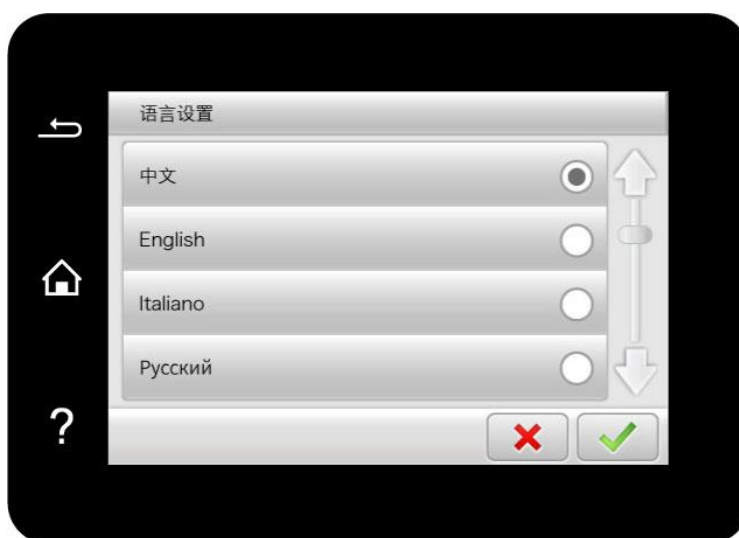 语言设置
中文
English
Italiano
Русский
?